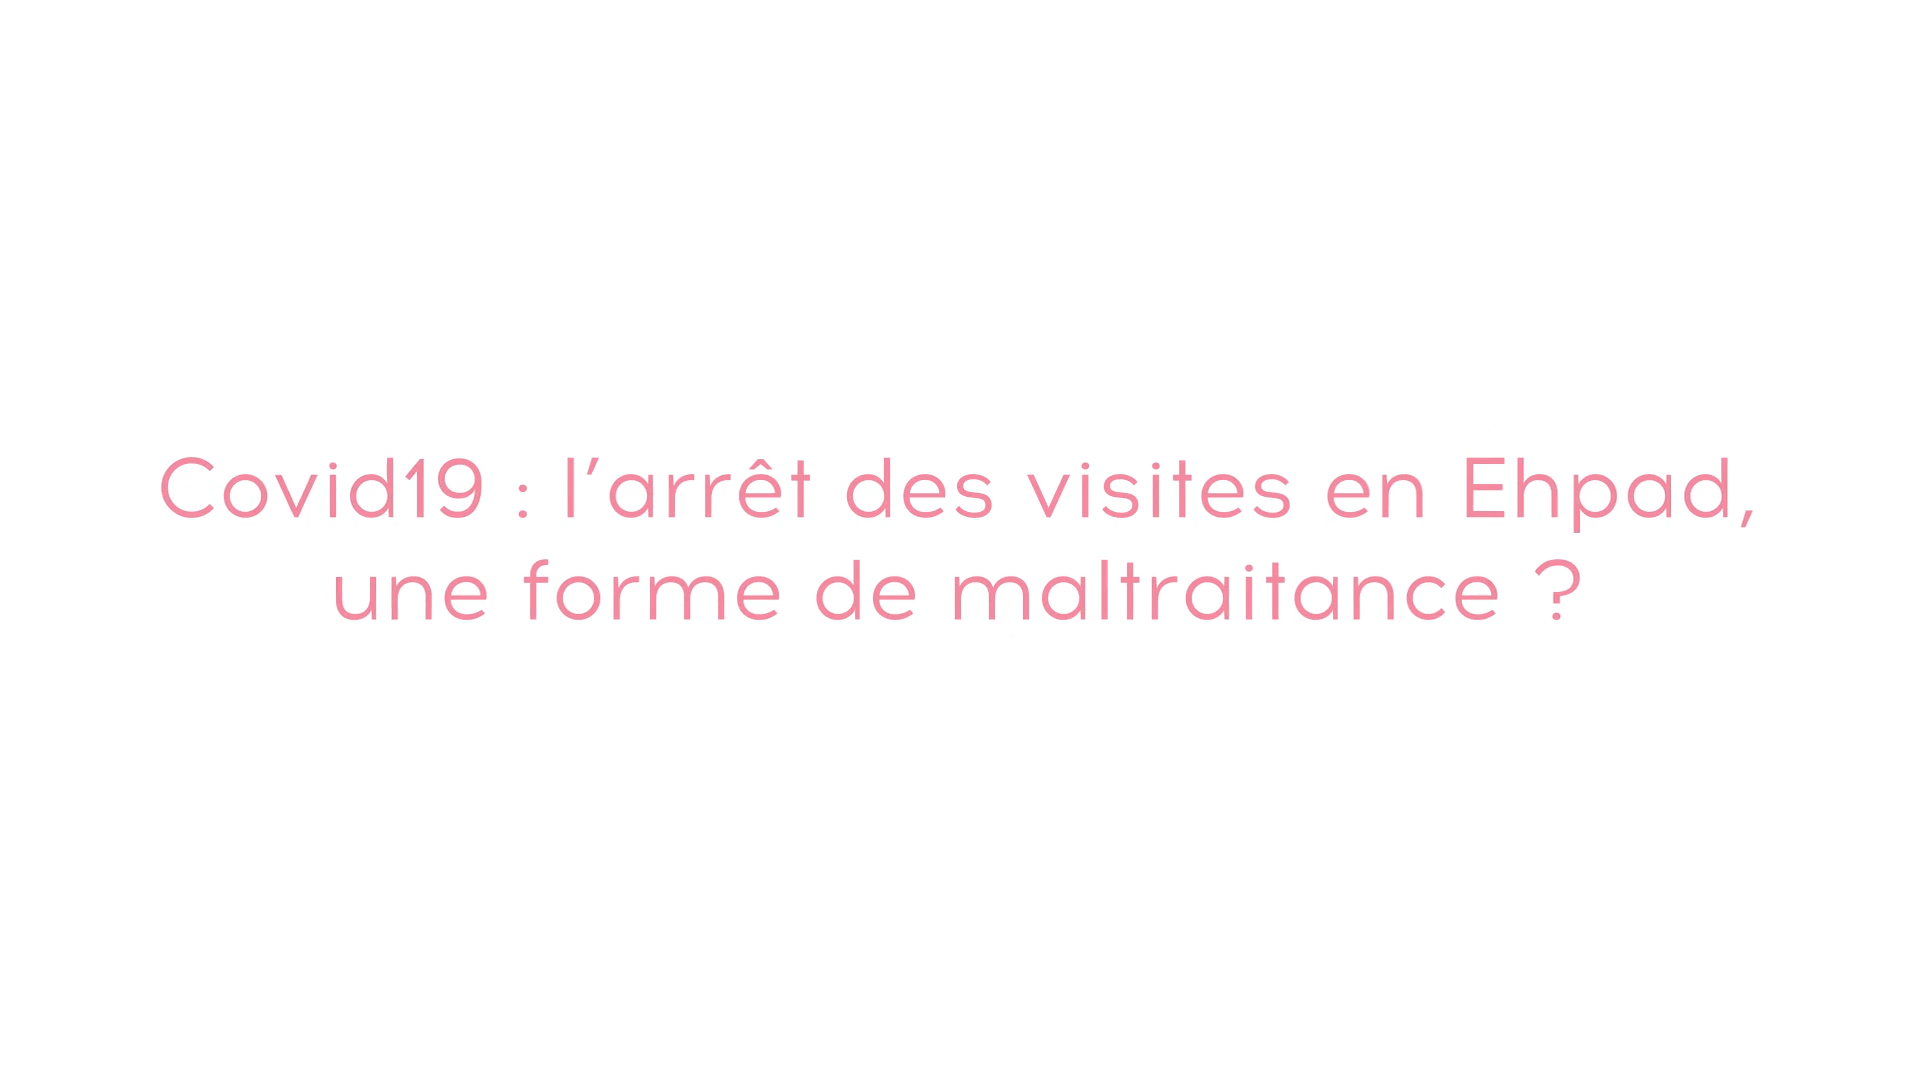 Covid19 : l’arrêt des visites en Ehpad,
une forme de maltraitance ?